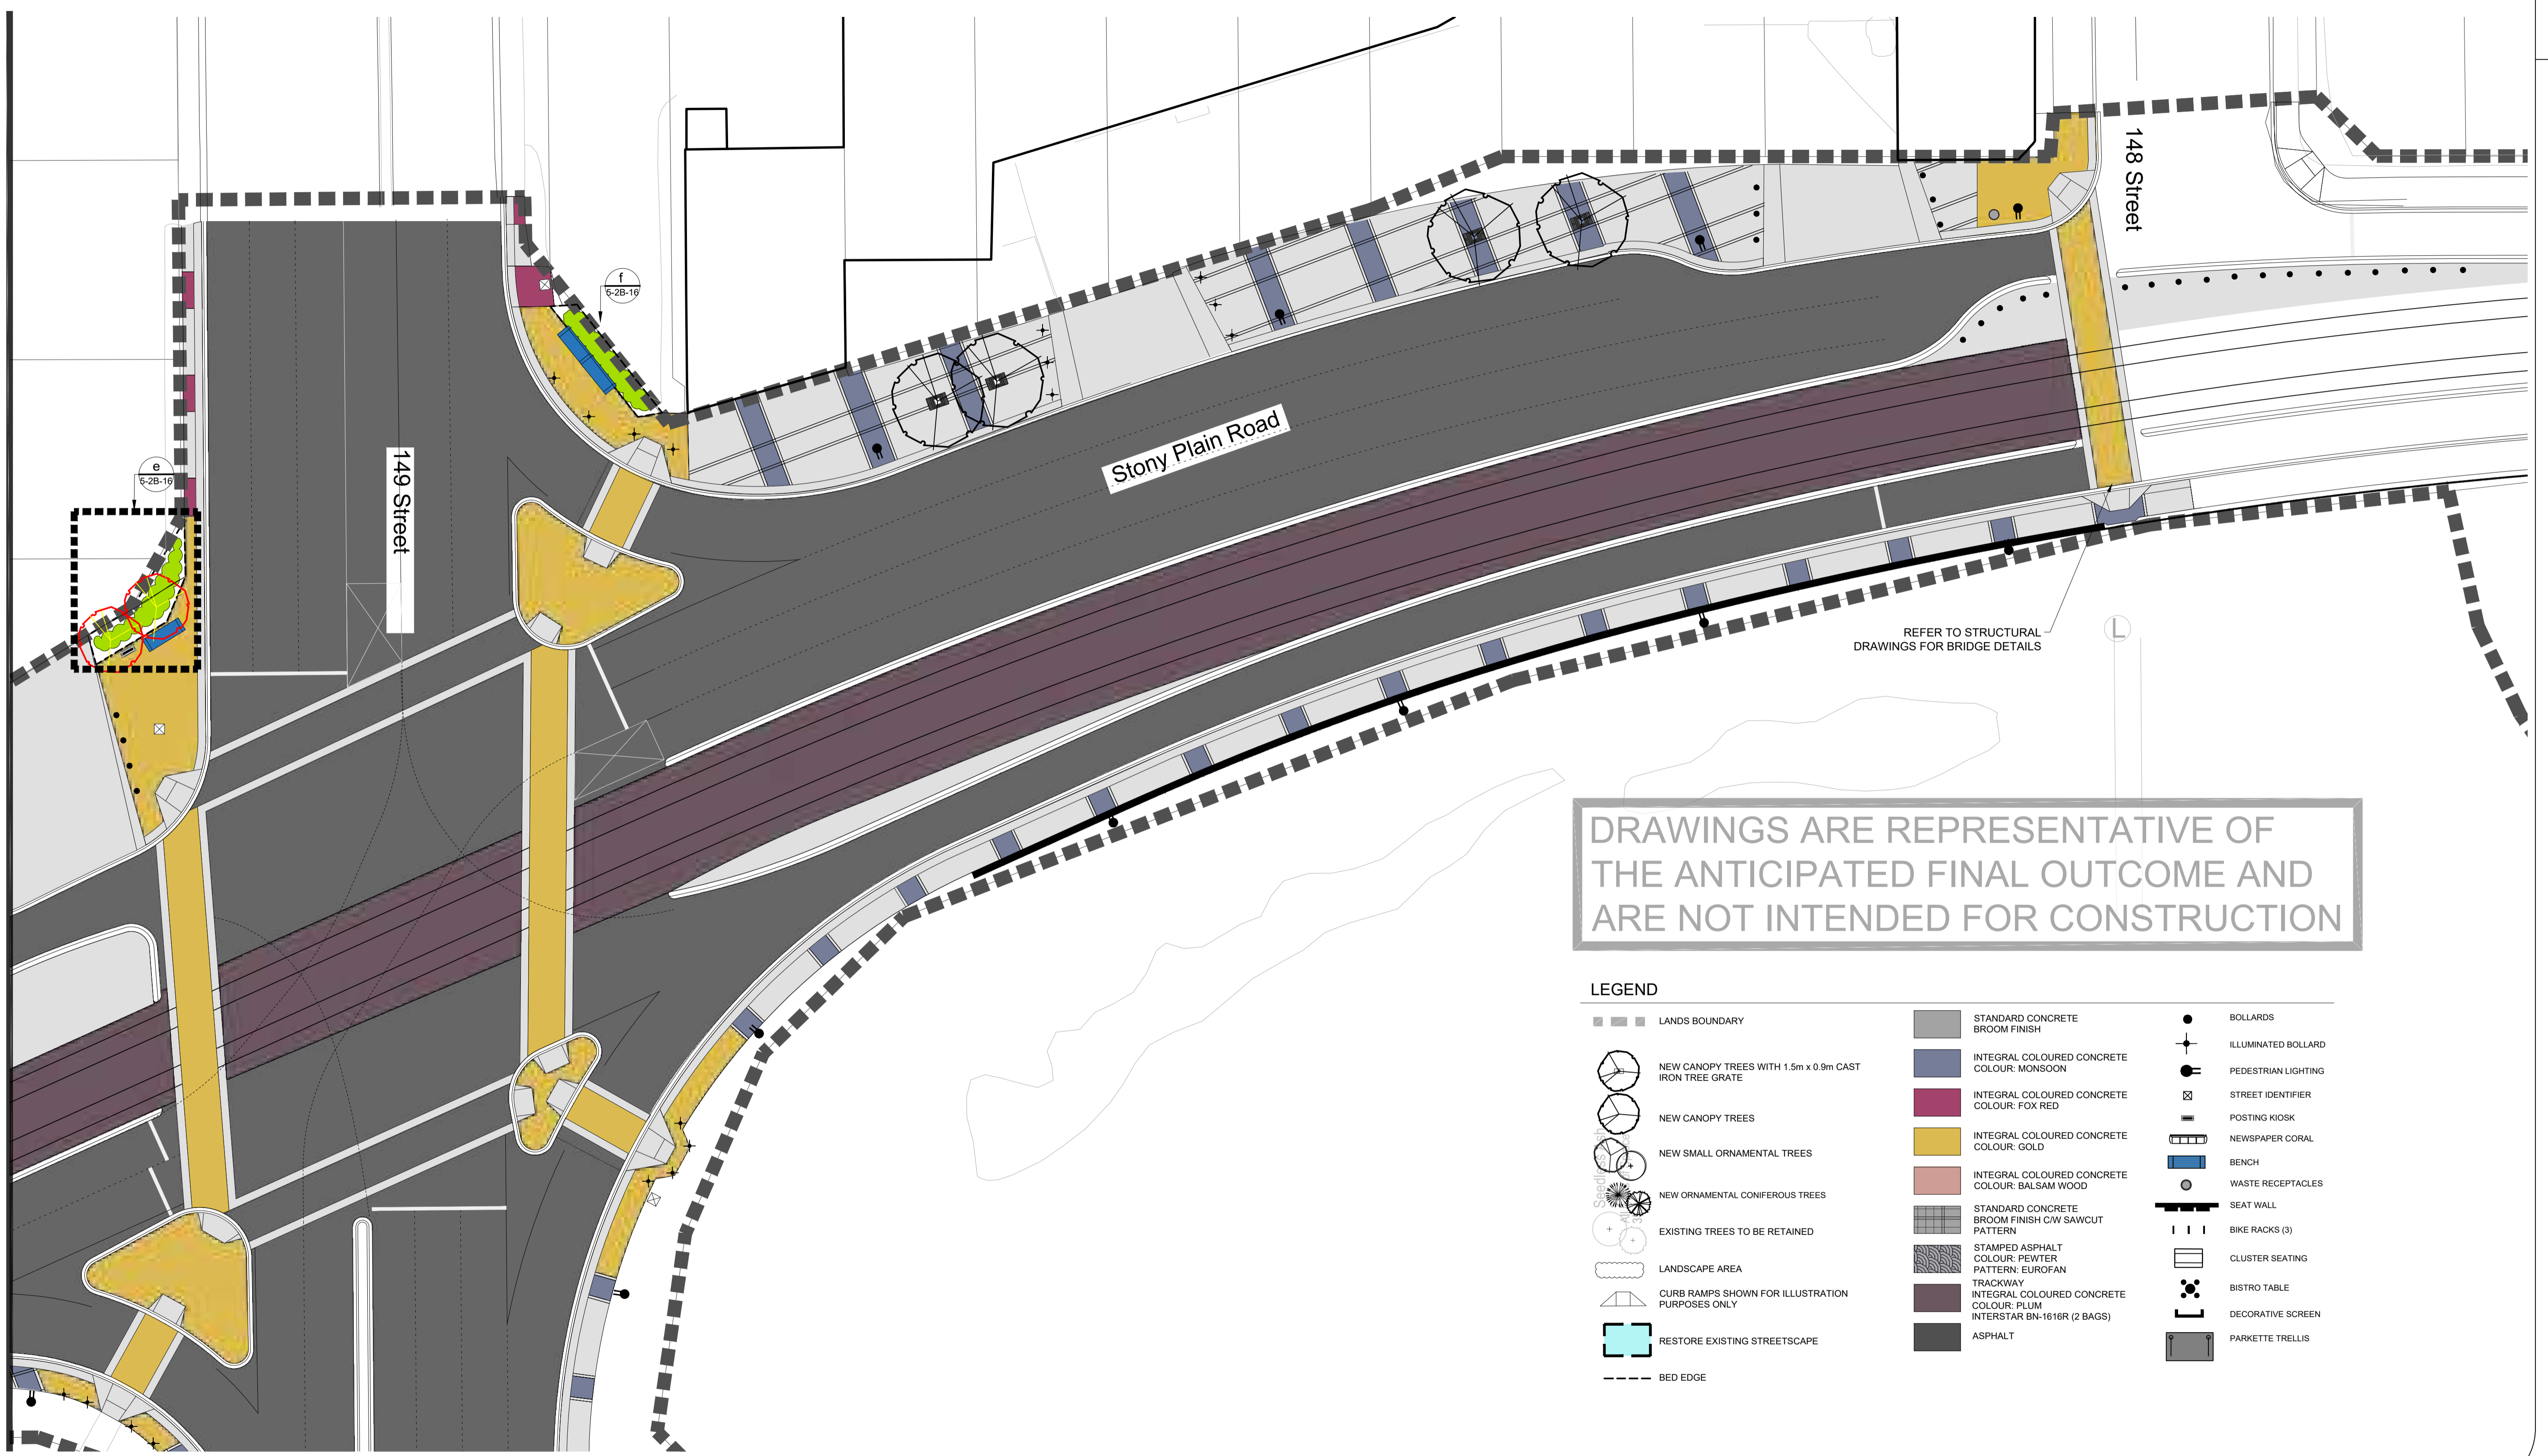 148 Street
f
5-2B-16
Stony Plain Road
149 Street
e
5-2B-16
REFER TO STRUCTURAL
DRAWINGS FOR BRIDGE DETAILS
L
DRAWINGS ARE REPRESENTATIVE OF
THE ANTICIPATED FINAL OUTCOME AND
ARE NOT INTENDED FOR CONSTRUCTION
LEGEND
LANDS BOUNDARY
NEW CANOPY TREES WITH 1.5m x 0.9m CAST
IRON TREE GRATE
NEW CANOPY TREES
NEW SMALL ORNAMENTAL TREES
NEW ORNAMENTAL CONIFEROUS TREES
EXISTING TREES TO BE RETAINED
LANDSCAPE AREA
CURB RAMPS SHOWN FOR ILLUSTRATION
PURPOSES ONLY
RESTORE EXISTING STREETSCAPE
BED EDGE
STANDARD CONCRETE
BROOM FINISH
INTEGRAL COLOURED CONCRETE
COLOUR: MONSOON
INTEGRAL COLOURED CONCRETE
COLOUR: FOX RED
INTEGRAL COLOURED CONCRETE
COLOUR: GOLD
INTEGRAL COLOURED CONCRETE
COLOUR: BALSAM WOOD
STANDARD CONCRETE
BROOM FINISH C/W SAWCUT
PATTERN
STAMPED ASPHALT
COLOUR: PEWTER
PATTERN: EUROFAN
TRACKWAY
INTEGRAL COLOURED CONCRETE
COLOUR: PLUM
INTERSTAR BN-1616R (2 BAGS)
ASPHALT
BOLLARDS
ILLUMINATED BOLLARD
PEDESTRIAN LIGHTING
STREET IDENTIFIER
POSTING KIOSK
NEWSPAPER CORAL
BENCH
WASTE RECEPTACLES
SEAT WALL
BIKE RACKS (3)
CLUSTER SEATING
BISTRO TABLE
DECORATIVE SCREEN
PARKETTE TRELLIS